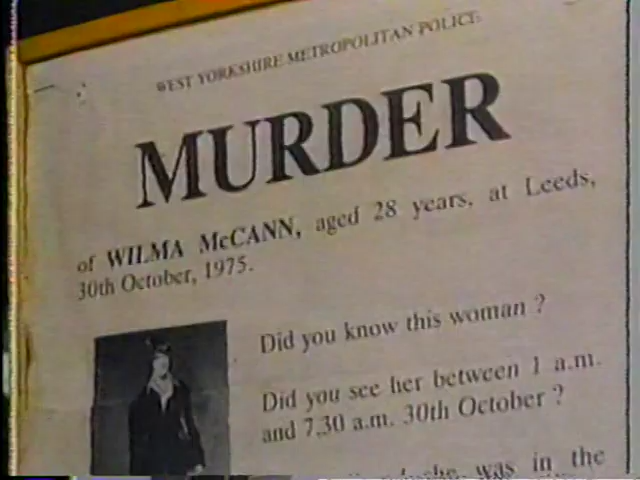 WEST YORKSHIRE METROPOLITAN POLICE
MURDER
of WILMA McCANN, aged 28 years, at Leeds,
30th October, 1975.
Did you know this woman ?
Did you see her between 1 a.m.
and 7.30 a.m. 30th October ?
she was in the